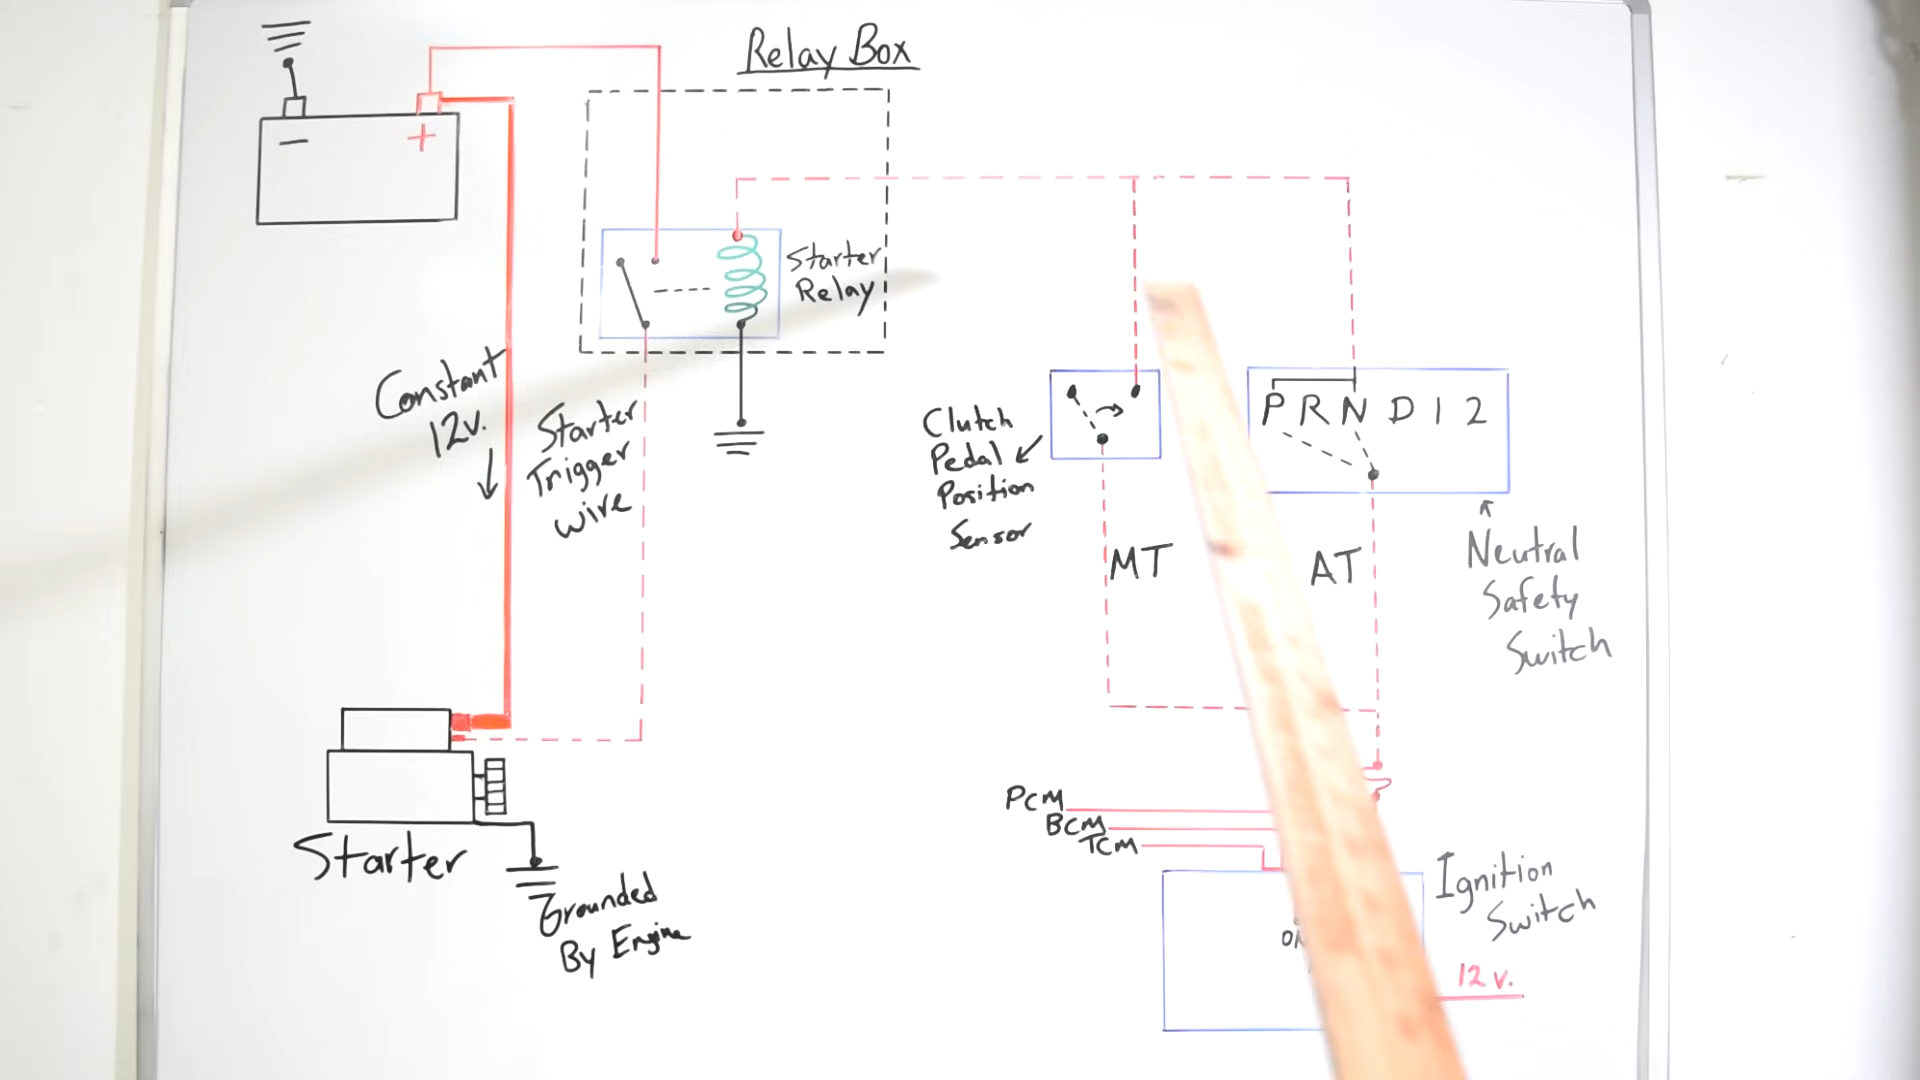 Relay Box
−
+
Starter
Relay
Constant
12v.
Starter
Trigger
wire
Clutch
Pedal
Position
Sensor
P R N D 1 2
MT
AT
Neutral
Safety
Switch
PCM
BCM
TCM
Ignition
Switch
12 v.
Starter
Grounded
By Engine